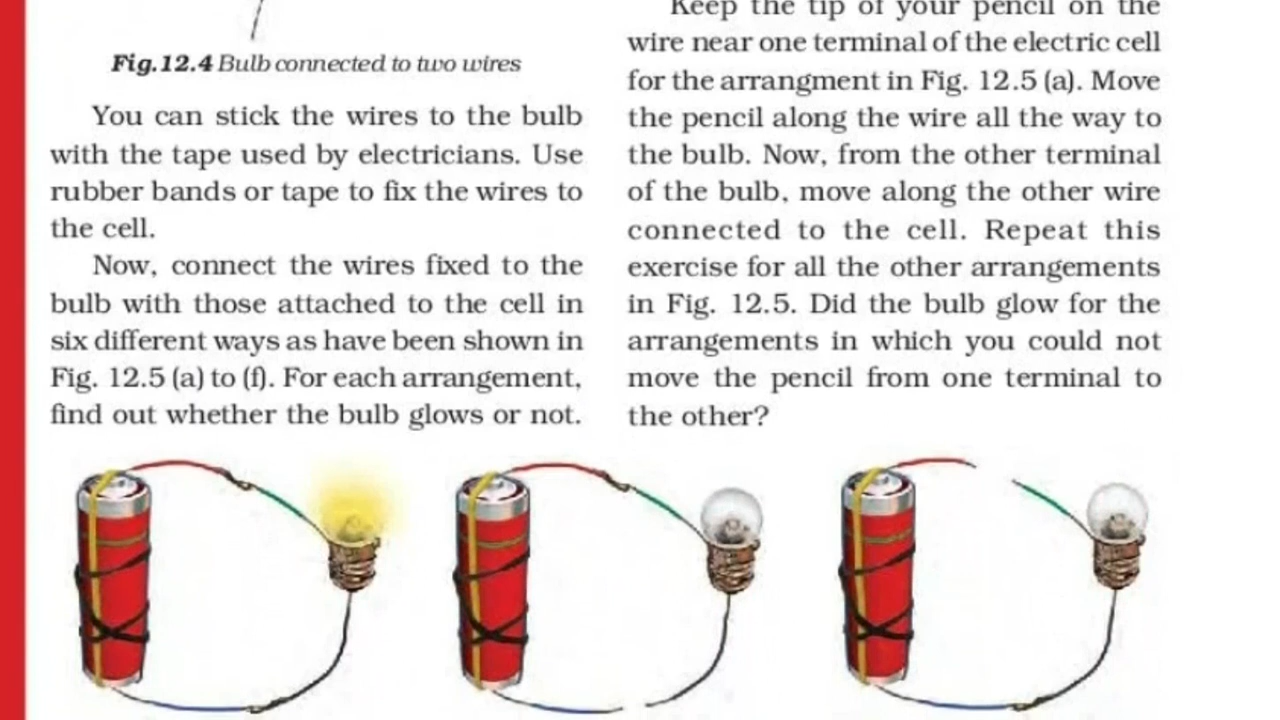 Fig.12.4 Bulb connected to two wires
You can stick the wires to the bulb
with the tape used by electricians. Use
rubber bands or tape to fix the wires to
the cell.
Now, connect the wires fixed to the
bulb with those attached to the cell in
six different ways as have been shown in
Fig. 12.5 (a) to (f). For each arrangement,
find out whether the bulb glows or not.
Keep the tip of your pencil on the
wire near one terminal of the electric cell
for the arrangment in Fig. 12.5 (a). Move
the pencil along the wire all the way to
the bulb. Now, from the other terminal
of the bulb, move along the other wire
connected to the cell. Repeat this
exercise for all the other arrangements
in Fig. 12.5. Did the bulb glow for the
arrangements in which you could not
move the pencil from one terminal to
the other?